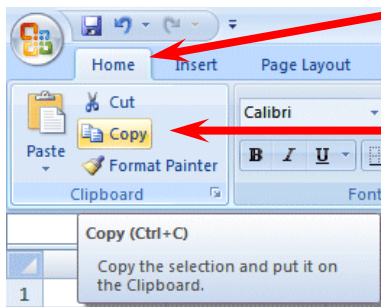 Home Insert Page Layout
Cut
Copy
Paste
Format Painter
Clipboard
Calibri
B I U
Font
Copy (Ctrl+C)
Copy the selection and put it on
the Clipboard.
1